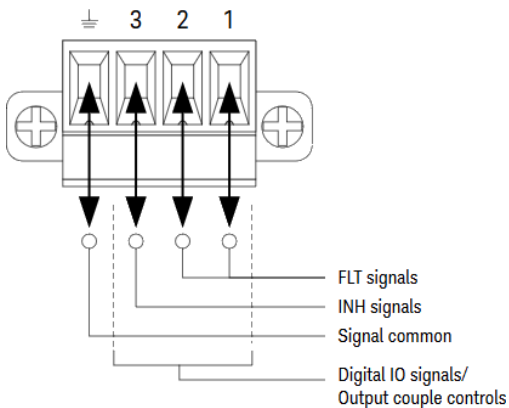 3 2 1
FLT signals
INH signals
Signal common
Digital IO signals/
Output couple controls